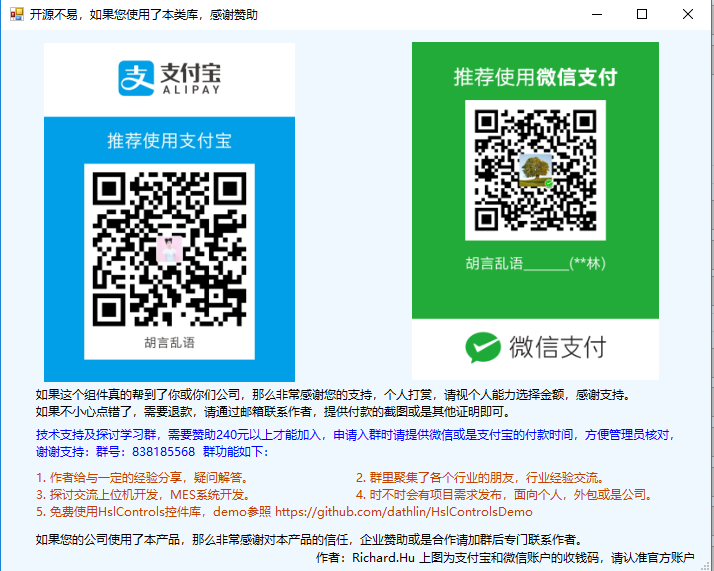 开源不易，如果您使用了本类库，感谢赞助
支付宝
ALIPAY
推荐使用支付宝
胡言乱语
推荐使用微信支付
胡言乱语______(**林)
微信支付
如果这个组件真的帮到了你或你们公司，那么非常感谢您的支持，个人打赏，请视个人能力选择金额，感谢支持。
如果不小心点错了，需要退款，请通过邮箱联系作者，提供付款的截图或是其他证明即可。
技术支持及探讨学习群，需要赞助240元以上才能加入，申请入群时请提供微信或是支付宝的付款时间，方便管理员核对，
谢谢支持：群号：838185568 群功能如下：
1. 作者给与一定的经验分享，疑问解答。
2. 群里聚集了各个行业的朋友，行业经验交流。
3. 探讨交流上位机开发，MES系统开发。
4. 时不时会有项目需求发布，面向个人，外包或是公司。
5. 免费使用HslControls控件库，demo参照 https://github.com/dathlin/HslControlsDemo
如果您的公司使用了本产品，那么非常感谢对本产品的信任，企业赞助或是合作请加群后专门联系作者。
作者：Richard.Hu 上图为支付宝和微信账户的收钱码，请认准官方账户